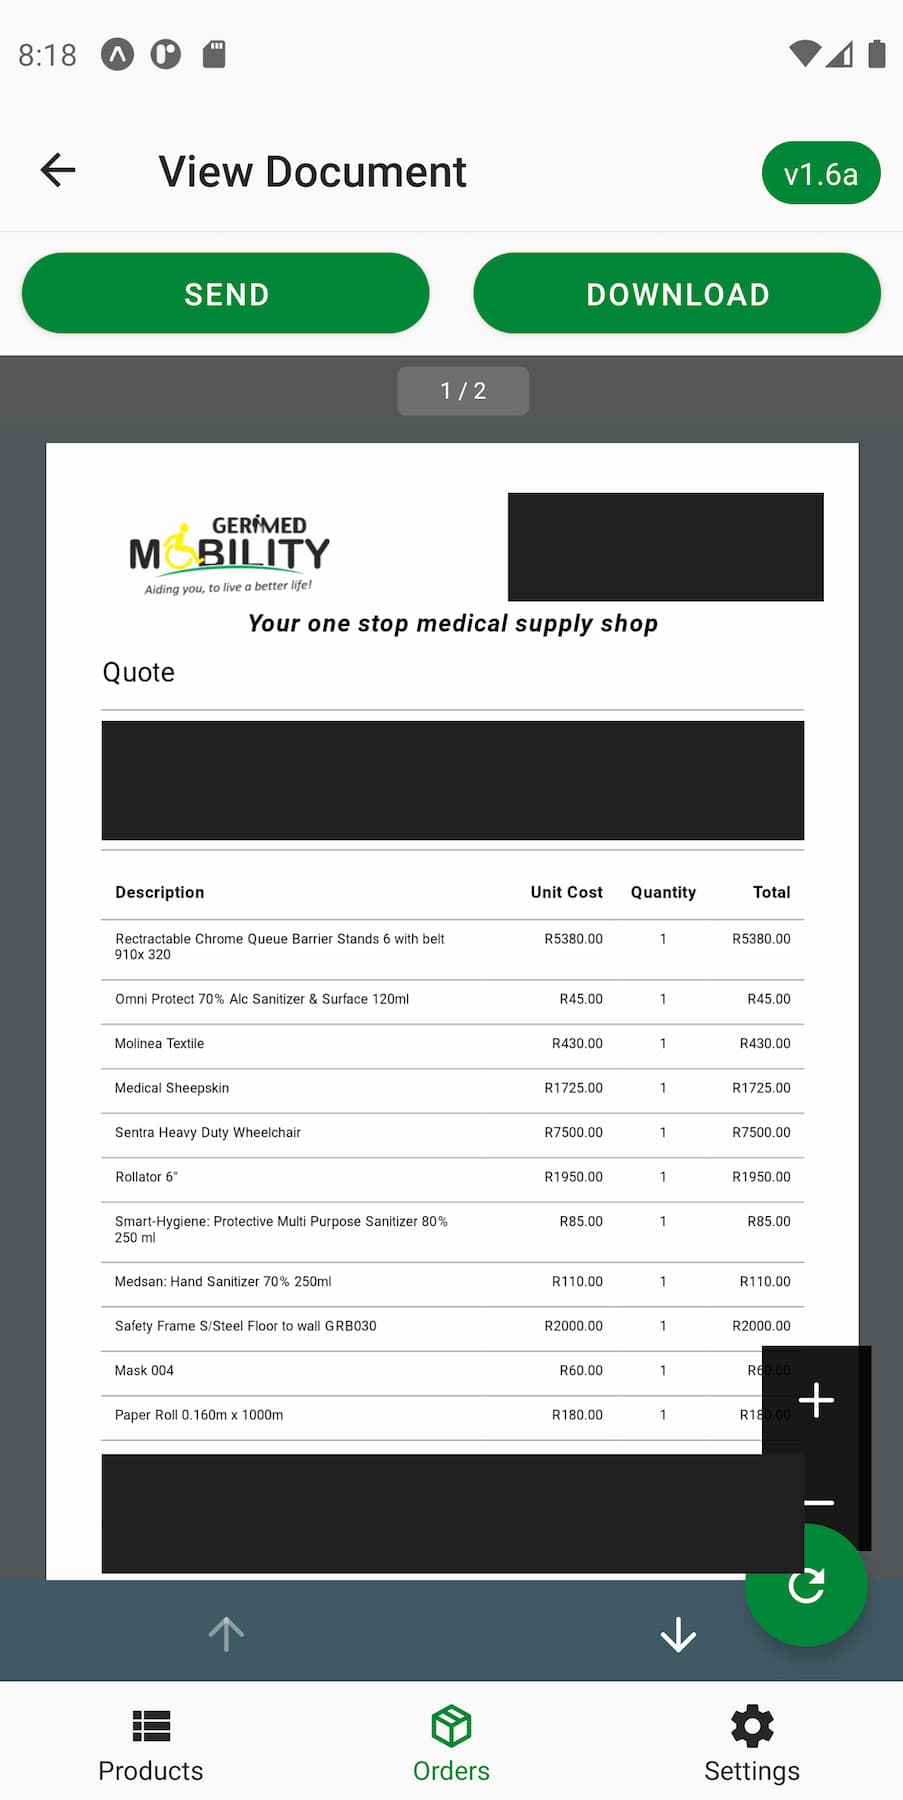 8:18
View Document
v1.6a
SEND
DOWNLOAD
1 / 2
GERIMED
MOBILITY
Aiding you, to live a better life!
Your one stop medical supply shop
Quote
Description Unit Cost Quantity Total
Rectractable Chrome Queue Barrier Stands 6 with belt R5380.00 1 R5380.00
910x 320
Omni Protect 70% Alc Sanitizer & Surface 120ml R45.00 1 R45.00
Molinea Textile R430.00 1 R430.00
Medical Sheepskin R1725.00 1 R1725.00
Sentra Heavy Duty Wheelchair R7500.00 1 R7500.00
Rollator 6" R1950.00 1 R1950.00
Smart-Hygiene: Protective Multi Purpose Sanitizer 80% R85.00 1 R85.00
250 ml
Medsan: Hand Sanitizer 70% 250ml R110.00 1 R110.00
Safety Frame S/Steel Floor to wall GRB030 R2000.00 1 R2000.00
Mask 004 R60.00 1 R60.00
Paper Roll 0.160m x 1000m R180.00 1 R180.00
Products Orders Settings